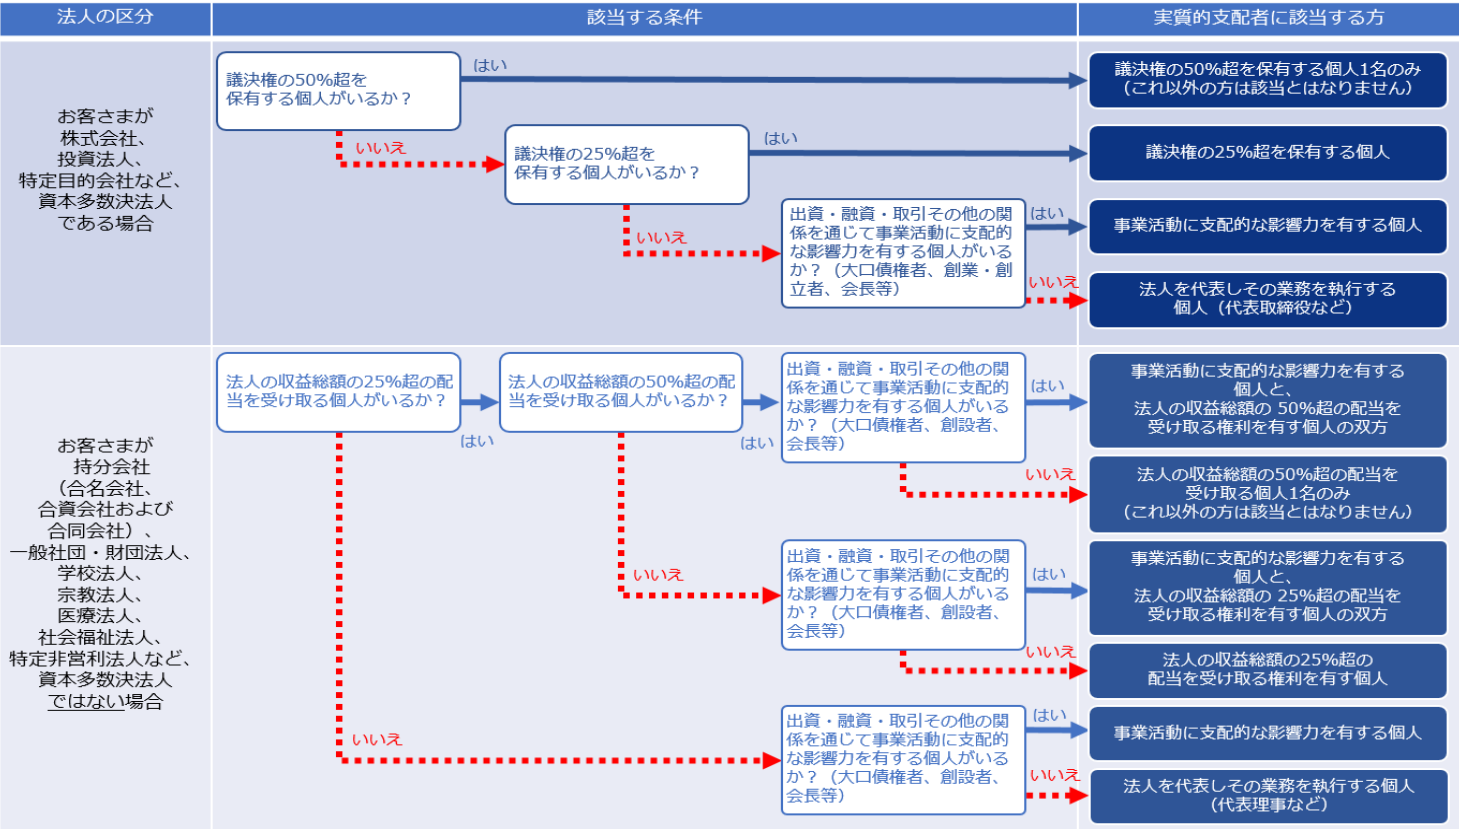 法人の区分
該当する条件
実質的支配者に該当する方
お客さまが
株式会社、
投資法人、
特定目的会社など、
資本多数決法人
である場合
議決権の50%超を
保有する個人がいるか？
はい
議決権の50%超を保有する個人1名のみ
（これ以外の方は該当とはなりません）
いいえ
議決権の25%超を
保有する個人がいるか？
はい
議決権の25%超を保有する個人
いいえ
出資・融資・取引その他の関
係を通じて事業活動に支配的
な影響力を有する個人がいる
か？（大口債権者、創業・創
立者、会長等）
はい
事業活動に支配的な影響力を有する個人
いいえ
法人を代表しその業務を執行する
個人（代表取締役など）
お客さまが
持分会社
（合名会社、
合資会社および
合同会社）、
一般社団・財団法人、
学校法人、
宗教法人、
医療法人、
社会福祉法人、
特定非営利法人など、
資本多数決法人
ではない場合
法人の収益総額の25%超の配
当を受け取る個人がいるか？
はい
法人の収益総額の50%超の配
当を受け取る個人がいるか？
はい
出資・融資・取引その他の関
係を通じて事業活動に支配的
な影響力を有する個人がいる
か？（大口債権者、創設者、
会長等）
はい
事業活動に支配的な影響力を有する
個人と、
法人の収益総額の 50%超の配当を
受け取る権利を有す個人の双方
いいえ
法人の収益総額の50%超の配当を
受け取る個人1名のみ
（これ以外の方は該当とはなりません）
いいえ
出資・融資・取引その他の関
係を通じて事業活動に支配的
な影響力を有する個人がいる
か？（大口債権者、創設者、
会長等）
はい
事業活動に支配的な影響力を有する
個人と、
法人の収益総額の 25%超の配当を
受け取る権利を有す個人の双方
いいえ
法人の収益総額の25%超の
配当を受け取る権利を有す個人
いいえ
出資・融資・取引その他の関
係を通じて事業活動に支配的
な影響力を有する個人がいる
か？（大口債権者、創設者、
会長等）
はい
事業活動に支配的な影響力を有する個人
いいえ
法人を代表しその業務を執行する個人
（代表理事など）